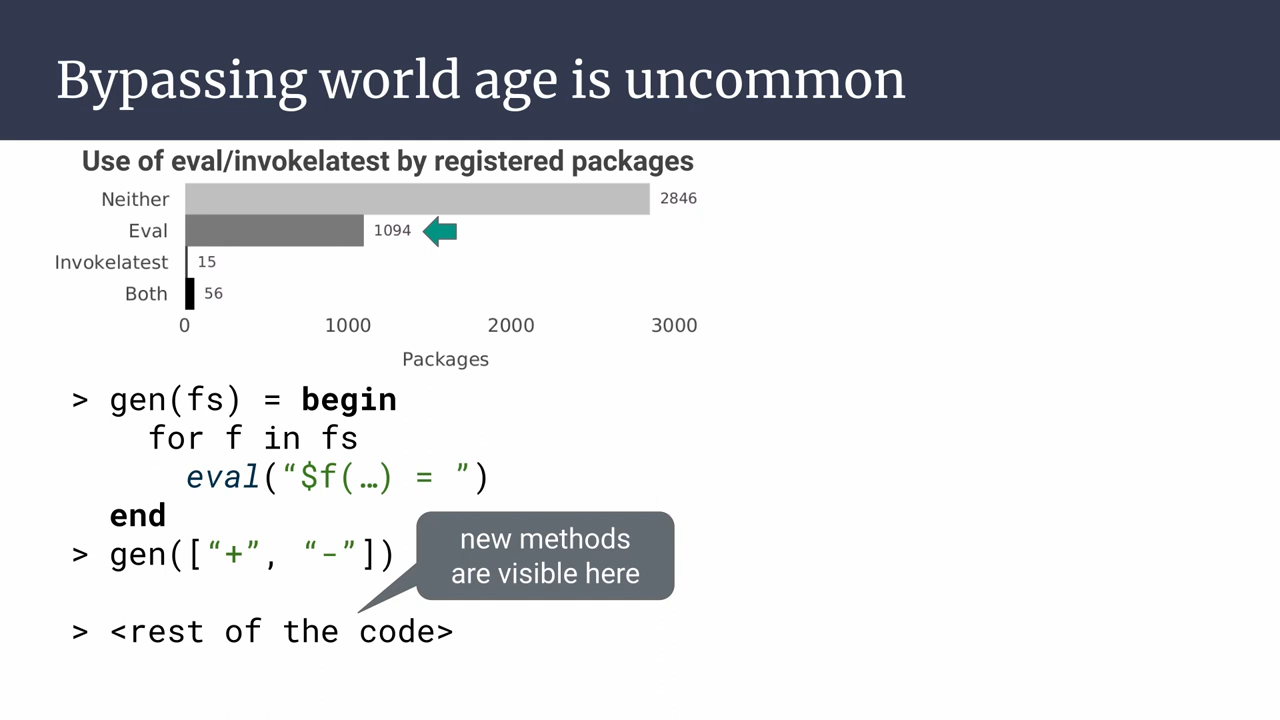 Bypassing world age is uncommon
Use of eval/invokelatest by registered packages
Neither 2846
Eval 1094
Invokelatest 15
Both 56
0 1000 2000 3000
Packages
> gen(fs) = begin
for f in fs
eval(“$f(…) = ”)
end
> gen([“+”, “-”])
new methods
are visible here
> <rest of the code>